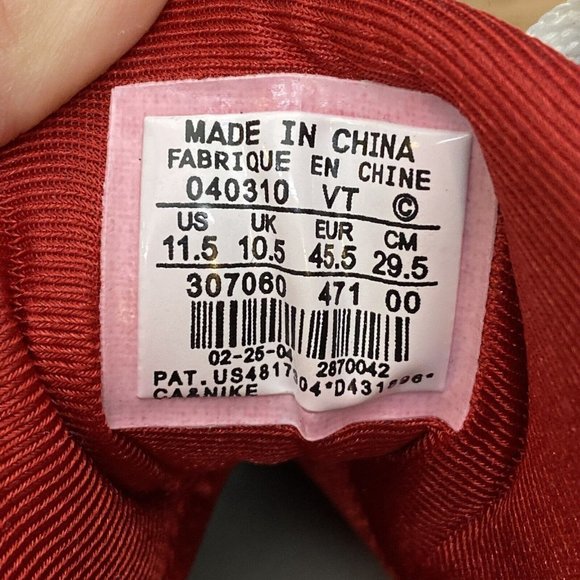 MADE IN CHINA
FABRIQUE EN CHINE
040310 VT ©
US UK EUR CM
11.5 10.5 45.5 29.5
307060 471 00
02-25-04 2870042
CA&NIKE